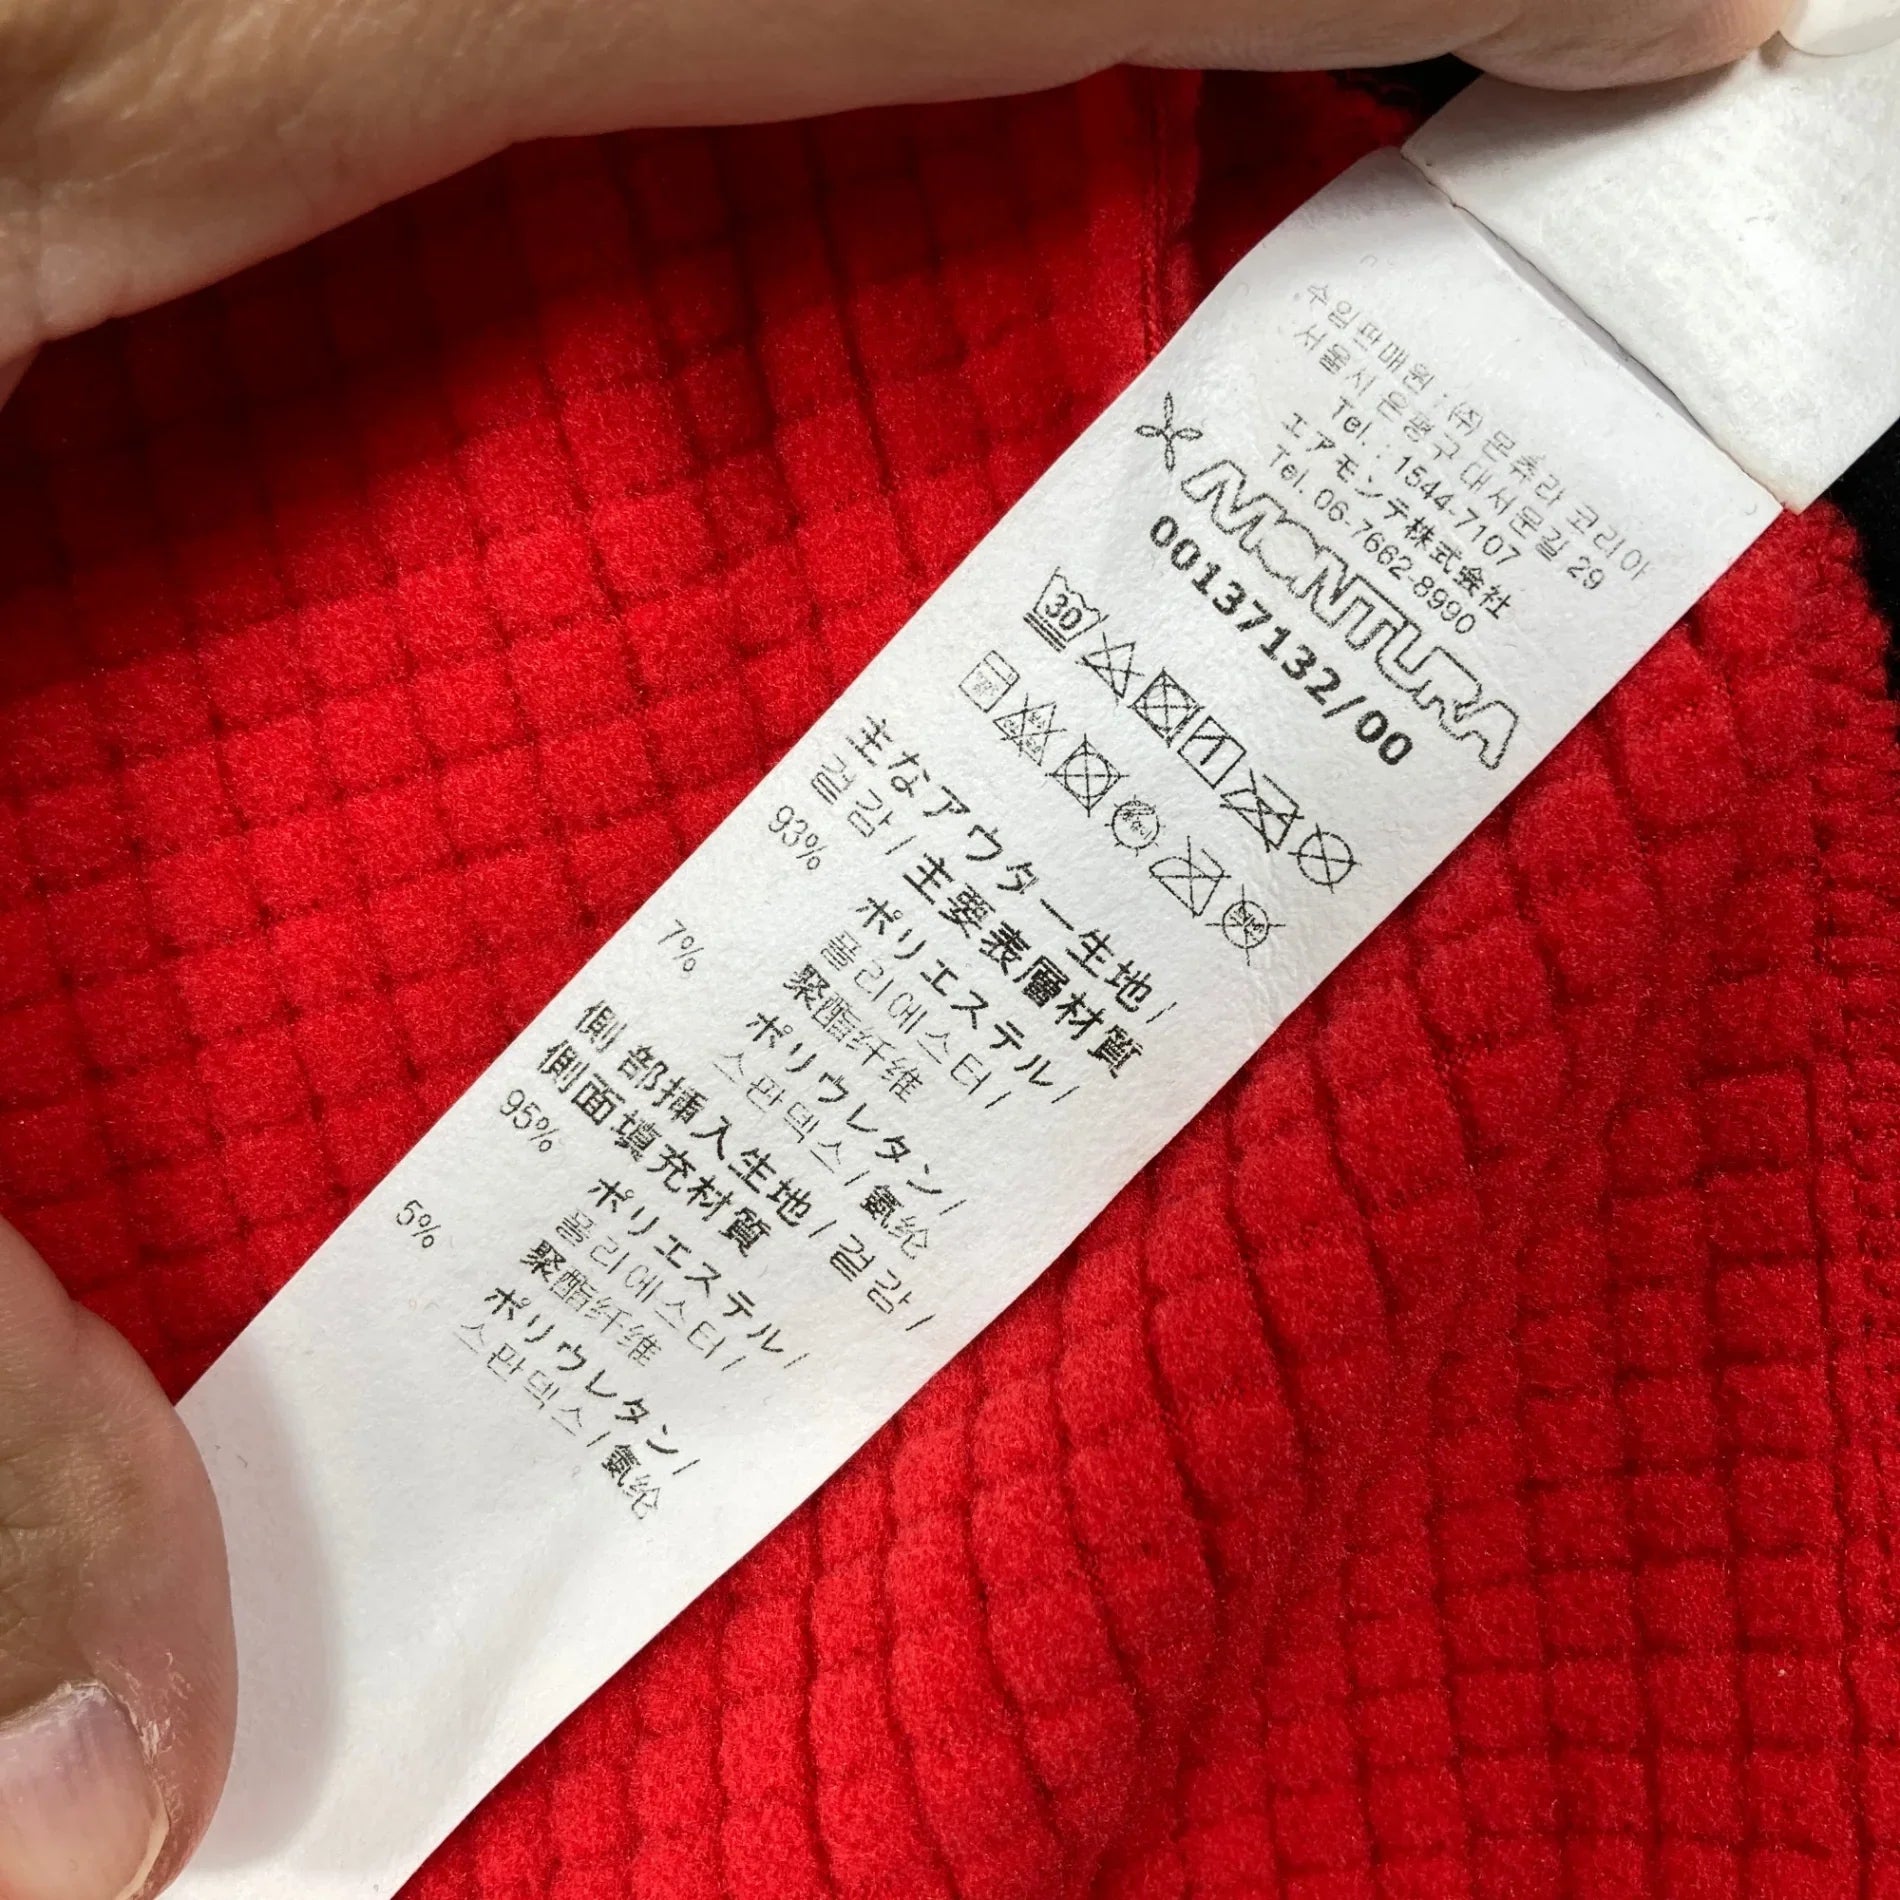 수입판매원 : ㈜ 몬츄라 코리아
서울시 은평구 대서문길 29
Tel. : 1544-7107
エアモンテ株式会社
Tel. 06-7662-8990
MONTURA
00137132/00
30
主なアウター生地 /
겉감 / 主要表層材質
93% ポリエステル /
폴리에스터 /
聚酯纤维
7% ポリウレタン /
스판덱스 / 氨纶
側部挿入生地 / 겉감 /
側面填充材質
95% ポリエステル /
폴리에스터 /
聚酯纤维
5% ポリウレタン /
스판덱스 / 氨纶